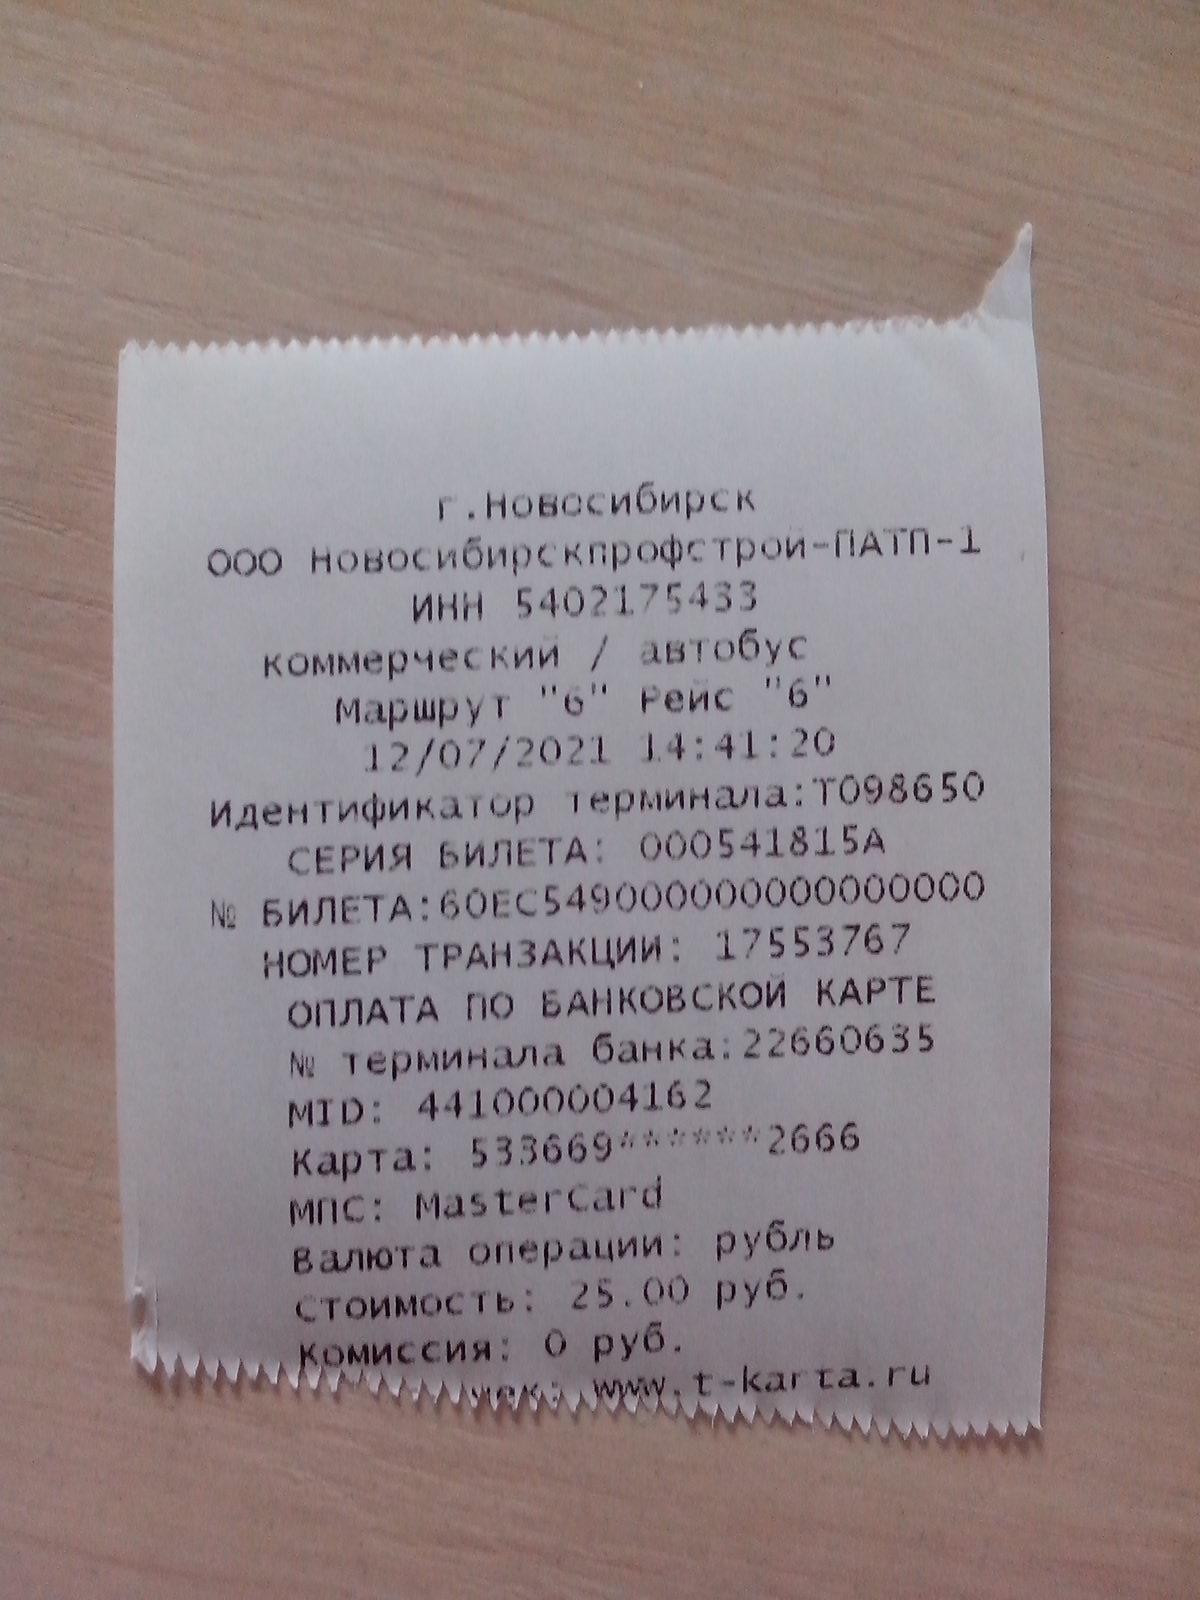 г.Новосибирск
ООО Новосибирскпрофстрой-ПАТП-1
ИНН 5402175433
коммерческий / автобус
Маршрут "6" Рейс "6"
12/07/2021 14:41:20
Идентификатор терминала:T098650
СЕРИЯ БИЛЕТА: 000541815A
№ БИЛЕТА:60EC5490000000000000000
НОМЕР ТРАНЗАКЦИИ: 17553767
ОПЛАТА ПО БАНКОВСКОЙ КАРТЕ
№ терминала банка:22660635
MID: 441000004162
Карта: 533669******2666
МПС: MasterCard
Валюта операции: рубль
Стоимость: 25.00 руб.
Комиссия: 0 руб.
чек: www.t-karta.ru